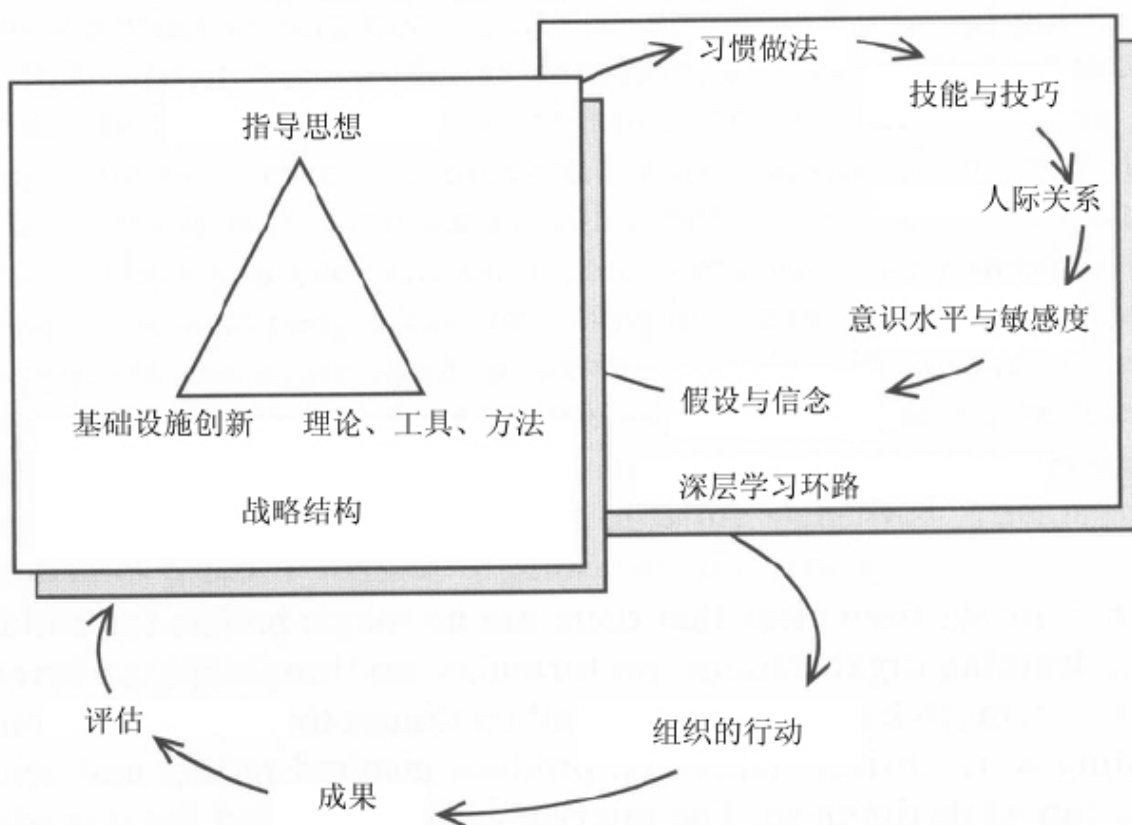 指导思想
基础设施创新
理论、工具、方法
战略结构
习惯做法
技能与技巧
人际关系
意识水平与敏感度
假设与信念
深层学习环路
组织的行动
成果
评估